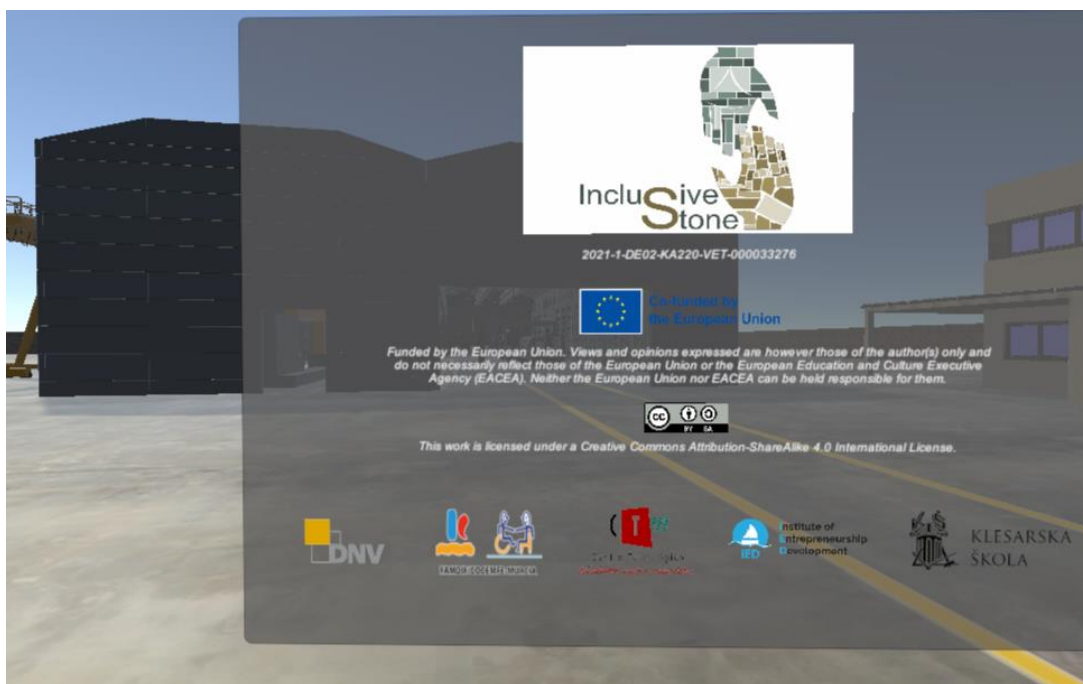 Inclusive
Stone
2021-1-DE02-KA220-VET-000033276
Co-funded by
the European Union
Funded by the European Union. Views and opinions expressed are however those of the author(s) only and
do not necessarily reflect those of the European Union or the European Education and Culture Executive
Agency (EACEA). Neither the European Union nor EACEA can be held responsible for them.
cc
BY SA
This work is licensed under a Creative Commons Attribution-ShareAlike 4.0 International License.
DNV
IED
Institute of
Entrepreneurship
Development
KLESARSKA
ŠKOLA